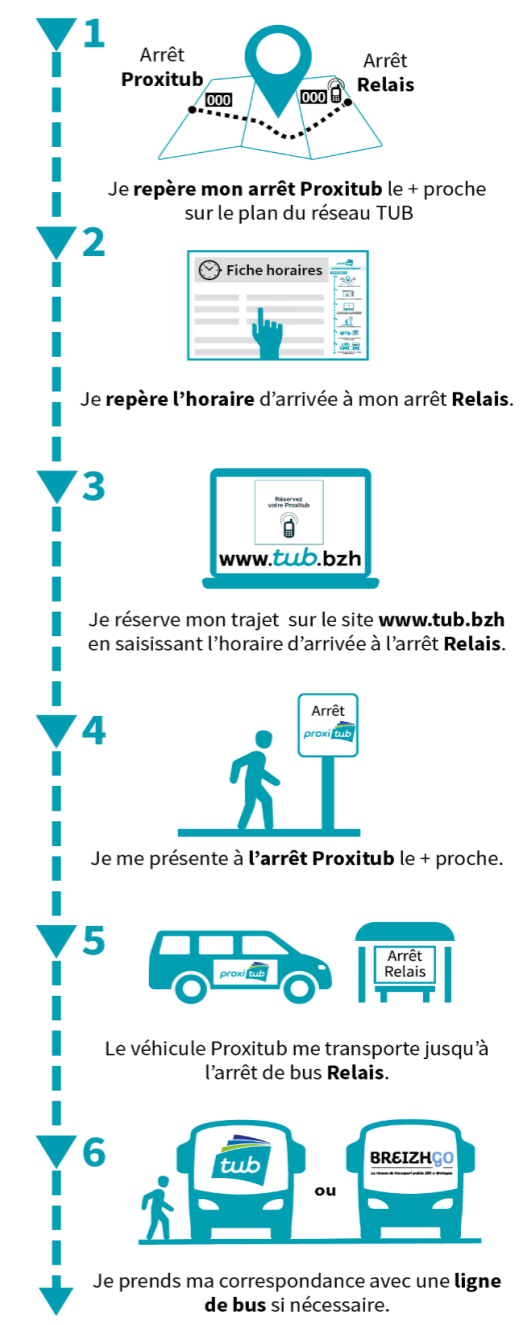 1
Arrêt
Proxitub
Arrêt
Relais
000
000
Je repère mon arrêt Proxitub le + proche
sur le plan du réseau TUB
2
Fiche horaires
Je repère l’horaire d’arrivée à mon arrêt Relais.
3
Réservez
votre Proxitub
www.tub.bzh
Je réserve mon trajet sur le site www.tub.bzh
en saisissant l’horaire d’arrivée à l’arrêt Relais.
4
Arrêt
proxitub
Je me présente à l’arrêt Proxitub le + proche.
5
proxitub
Arrêt
Relais
Le véhicule Proxitub me transporte jusqu’à
l’arrêt de bus Relais.
6
tub
ou
BREIZHGO
Je prends ma correspondance avec une ligne
de bus si nécessaire.